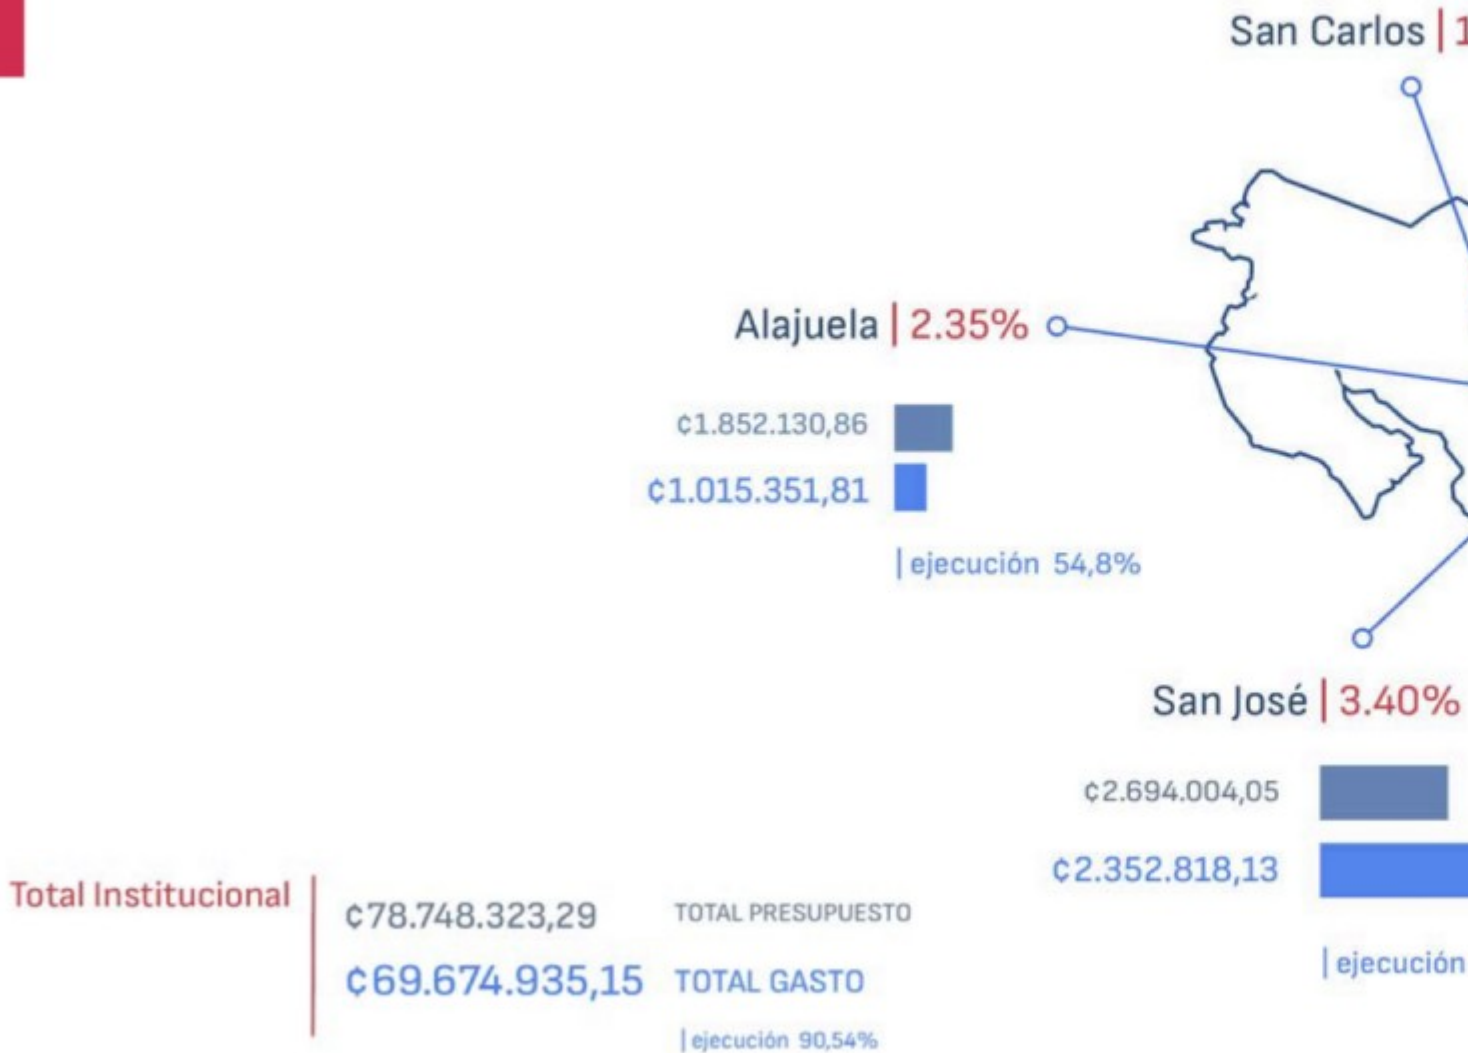 San Carlos | 1
Alajuela | 2.35%
¢1.852.130,86
¢1.015.351,81
| ejecución 54,8%
San José | 3.40%
¢2.694.004,05
¢2.352.818,13
| ejecución
Total Institucional
¢78.748.323,29 TOTAL PRESUPUESTO
¢69.674.935,15 TOTAL GASTO
| ejecución 90,54%